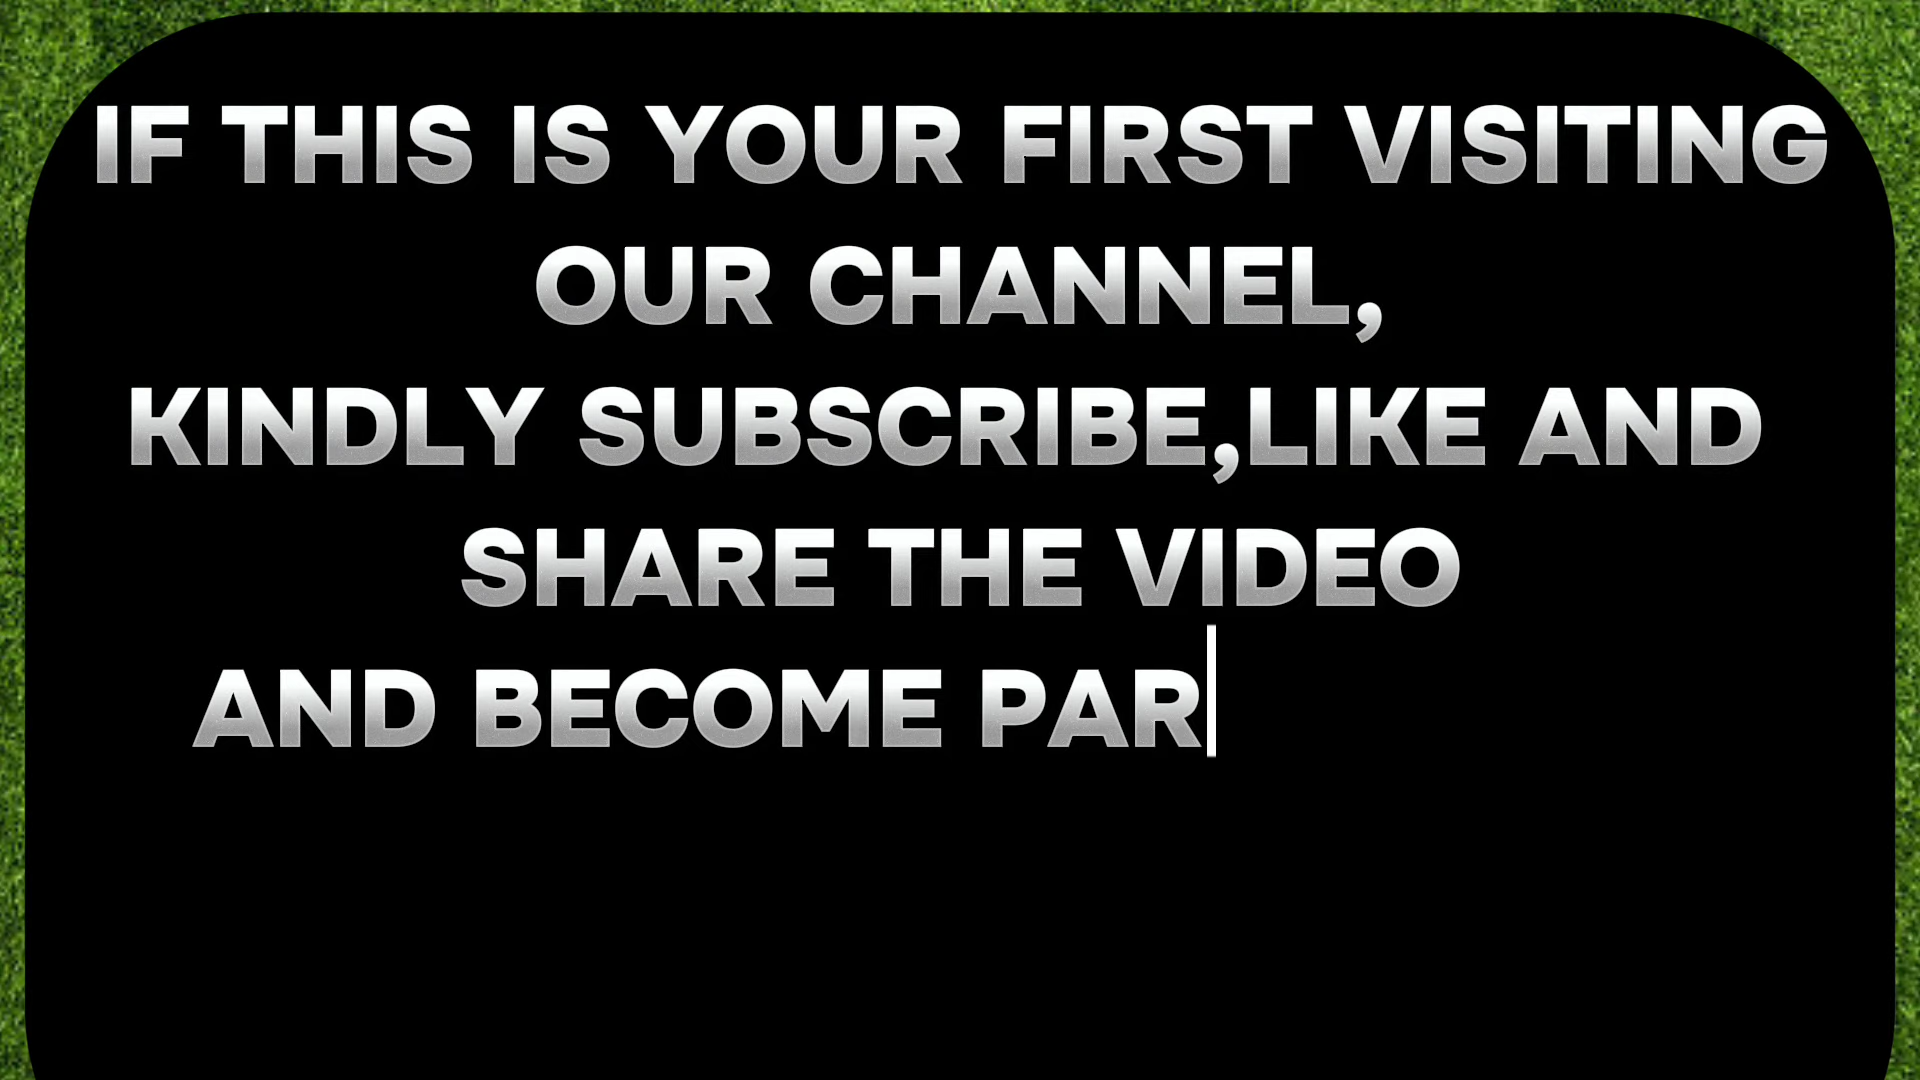 IF THIS IS YOUR FIRST VISITING
OUR CHANNEL,
KINDLY SUBSCRIBE,LIKE AND
SHARE THE VIDEO
AND BECOME PAR